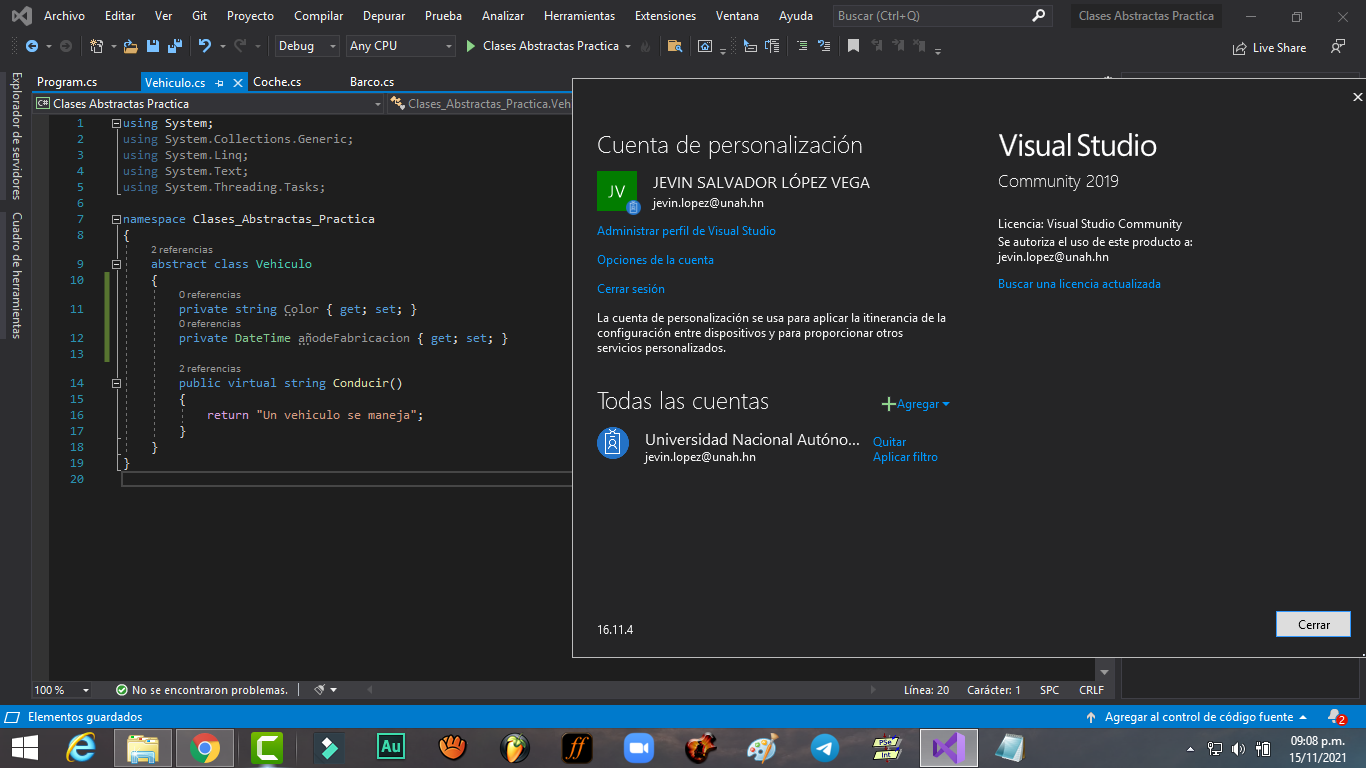 Archivo Editar Ver Git Proyecto Compilar Depurar Prueba Analizar Herramientas Extensiones Ventana Ayuda Buscar (Ctrl+Q) Clases Abstractas Practica
Debug Any CPU Clases Abstractas Practica Live Share
Explorador de servidores
Cuadro de herramientas
Program.cs Vehiculo.cs Coche.cs Barco.cs
C# Clases Abstractas Practica Clases_Abstractas_Practica.Veh
1 using System;
2 using System.Collections.Generic;
3 using System.Linq;
4 using System.Text;
5 using System.Threading.Tasks;
6
7 namespace Clases_Abstractas_Practica
8 {
2 referencias
9 abstract class Vehiculo
10 {
0 referencias
11 private string Color { get; set; }
0 referencias
12 private DateTime añodeFabricacion { get; set; }
13
2 referencias
14 public virtual string Conducir()
15 {
16 return "Un vehiculo se maneja";
17 }
18 }
19 }
20
Cuenta de personalización
JV
JEVIN SALVADOR LÓPEZ VEGA
jevin.lopez@unah.hn
Administrar perfil de Visual Studio
Opciones de la cuenta
Cerrar sesión
La cuenta de personalización se usa para aplicar la itinerancia de la
configuración entre dispositivos y para proporcionar otros
servicios personalizados.
Todas las cuentas
Agregar
Universidad Nacional Autóno...
jevin.lopez@unah.hn
Quitar
Aplicar filtro
16.11.4
Visual Studio
Community 2019
Licencia: Visual Studio Community
Se autoriza el uso de este producto a:
jevin.lopez@unah.hn
Buscar una licencia actualizada
Cerrar
100 % No se encontraron problemas. Línea: 20 Carácter: 1 SPC CRLF
Elementos guardados Agregar al control de código fuente 2
Au ff PSe Int
09:08 p.m.
15/11/2021